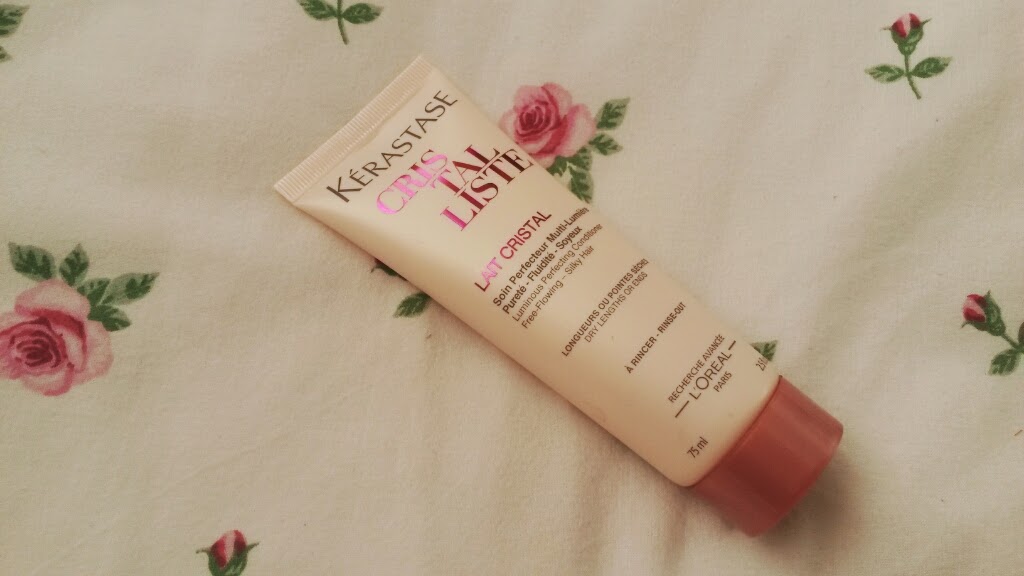 KÉRASTASE
CRIS
TAL
LISTE
LAIT CRISTAL
Soin Perfecteur Multi-Lumière
Pureté - Fluidité - Soyeux
Luminous Perfecting Conditioner
Free-Flowing - Silky Hair
LONGUEURS OU POINTES SÈCHES
DRY LENGTHS OR ENDS
À RINCER - RINSE-OUT
RECHERCHE AVANCÉE
L'ORÉAL
PARIS
75 ml